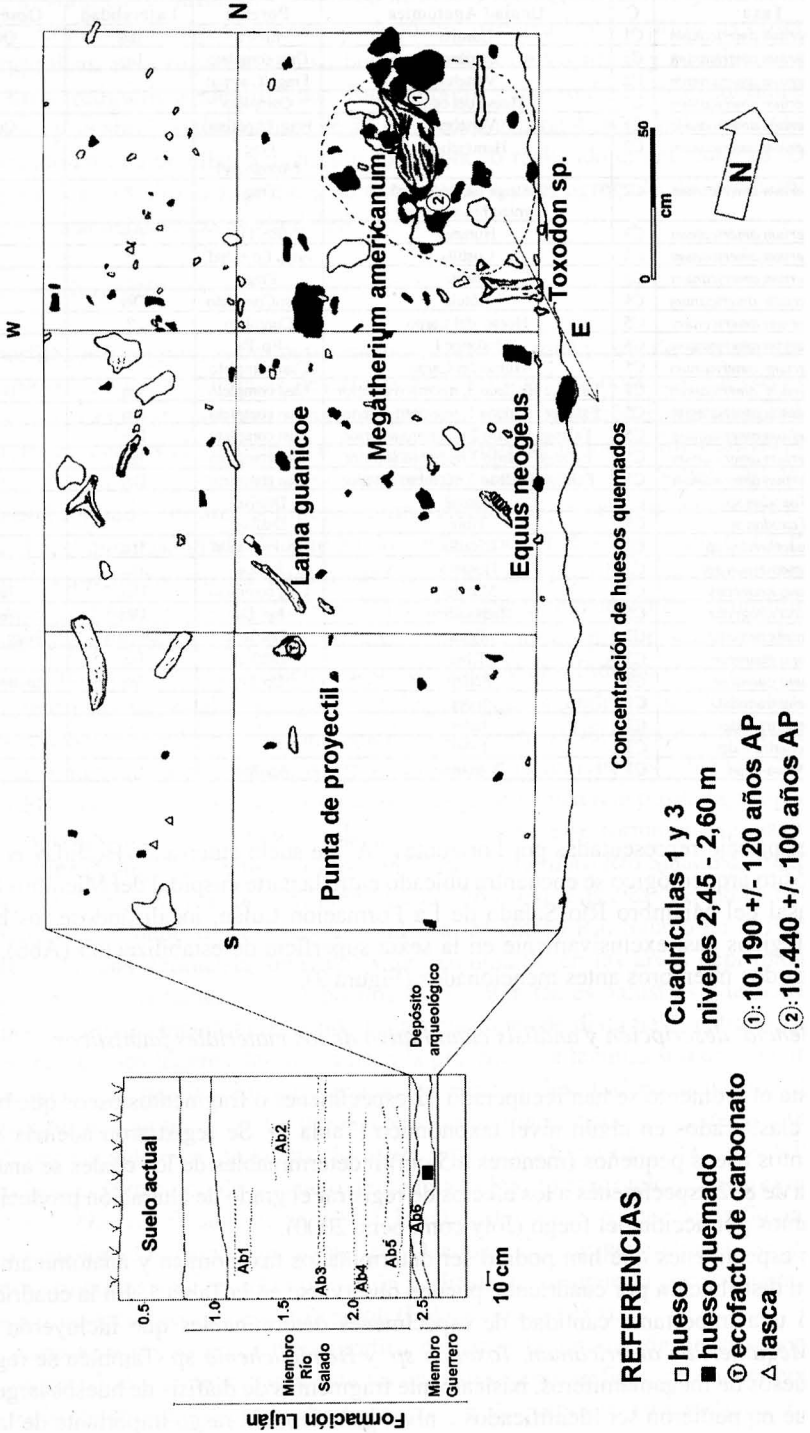 Formación Luján
Miembro
Río
Salado
Miembro
Guerrero
0.5
1.0
1.5
2.0
2.5
Suelo actual
Ab1
Ab2
Ab3
Ab4
Ab5
Ab6
10 cm
Depósito
arqueológico
W
N
S
E
Punta de proyectil
Lama guanicoe
Megatherium americanum
Equus neogeus
Toxodon sp.
1
2
Concentración de huesos quemados
0 50
cm
N
REFFRENCIAS
hueso
hueso quemado
ecofacto de carbonato
lasca
Cuadrículas 1 y 3
niveles 2,45 - 2,60 m
①: 10.190 +/- 120 años AP
②: 10.440 +/- 100 años AP